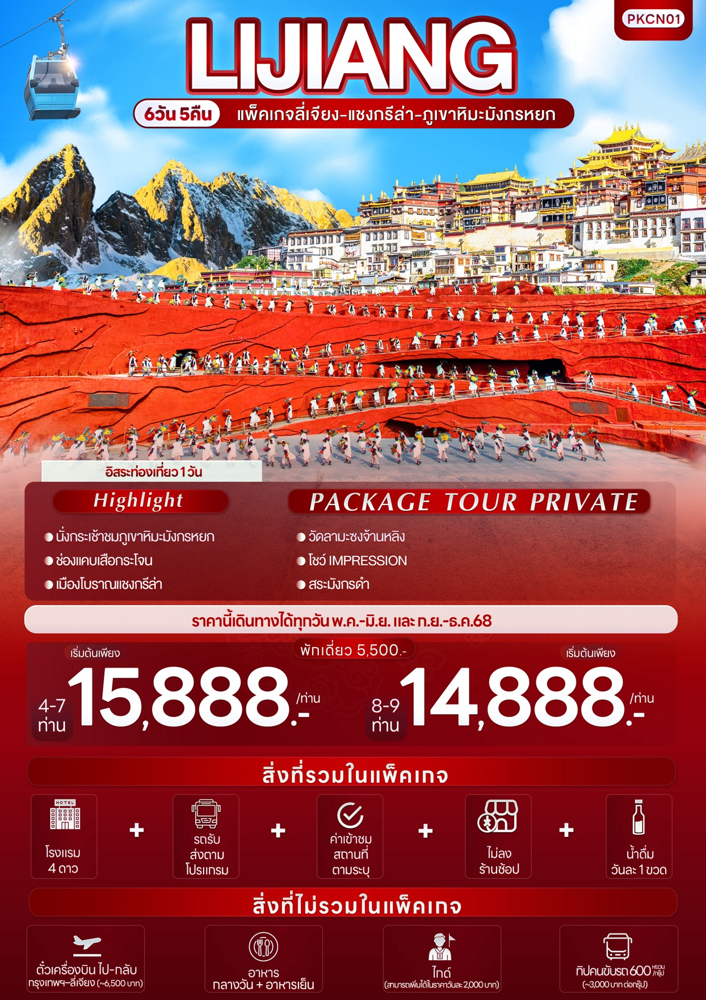 PKCN01
LIJIANG
6วัน 5คืน แพ็คเกจลี่เจียง-แชงกรีล่า-ภูเขาหิมะมังกรหยก
อิสระท่องเที่ยว 1 วัน
Highlight
PACKAGE TOUR PRIVATE
นั่งกระเช้าชมภูเขาหิมะมังกรหยก
ช่องแคบเสือกระโจน
เมืองโบราณแชงกรีล่า
วัดลามะซงจ้านหลิง
โชว์ IMPRESSION
สระมังกรดำ
ราคานี้เดินทางได้ทุกวัน พ.ค.-มิ.ย. และ ก.ย.-ธ.ค.68
พักเดี่ยว 5,500.-
เริ่มต้นเพียง
4-7 ท่าน 15,888.- /ท่าน
เริ่มต้นเพียง
8-9 ท่าน 14,888.- /ท่าน
สิ่งที่รวมในแพ็คเกจ
HOTEL
โรงแรม
4 ดาว
+
รถรับ
ส่งตาม
โปรแกรม
+
ค่าเข้าชม
สถานที่
ตามระบุ
+
ไม่ลง
ร้านช้อป
+
น้ำดื่ม
วันละ 1 ขวด
สิ่งที่ไม่รวมในแพ็คเกจ
ตั๋วเครื่องบิน ไป-กลับ
กรุงเทพฯ-ลี่เจียง (~6,500 บาท)
อาหาร
กลางวัน + อาหารเย็น
ไกด์
(สามารถเพิ่มได้ในราคาวันละ 2,000 บาท)
ทิปคนขับรถ 600 หยวน/กรุ๊ป
(~3,000 บาท ต่อกรุ๊ป)